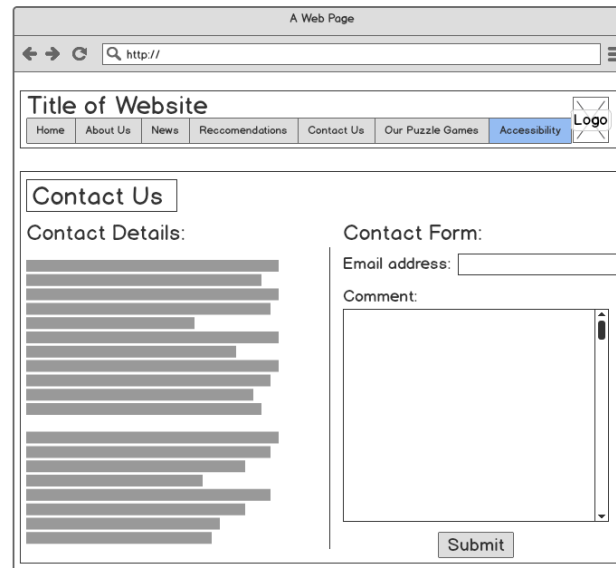 A Web Page
http://
Title of Website
Logo
Home About Us News Reccomendations Contact Us Our Puzzle Games Accessibility
Contact Us
Contact Details:
Contact Form:
Email address:
Comment:
Submit